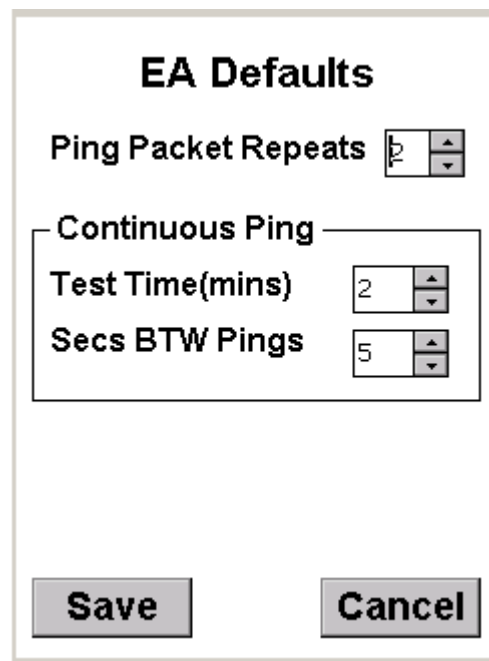 EA Defaults
Ping Packet Repeats 2
Continuous Ping
Test Time(mins) 2
Secs BTW Pings 5
Save Cancel